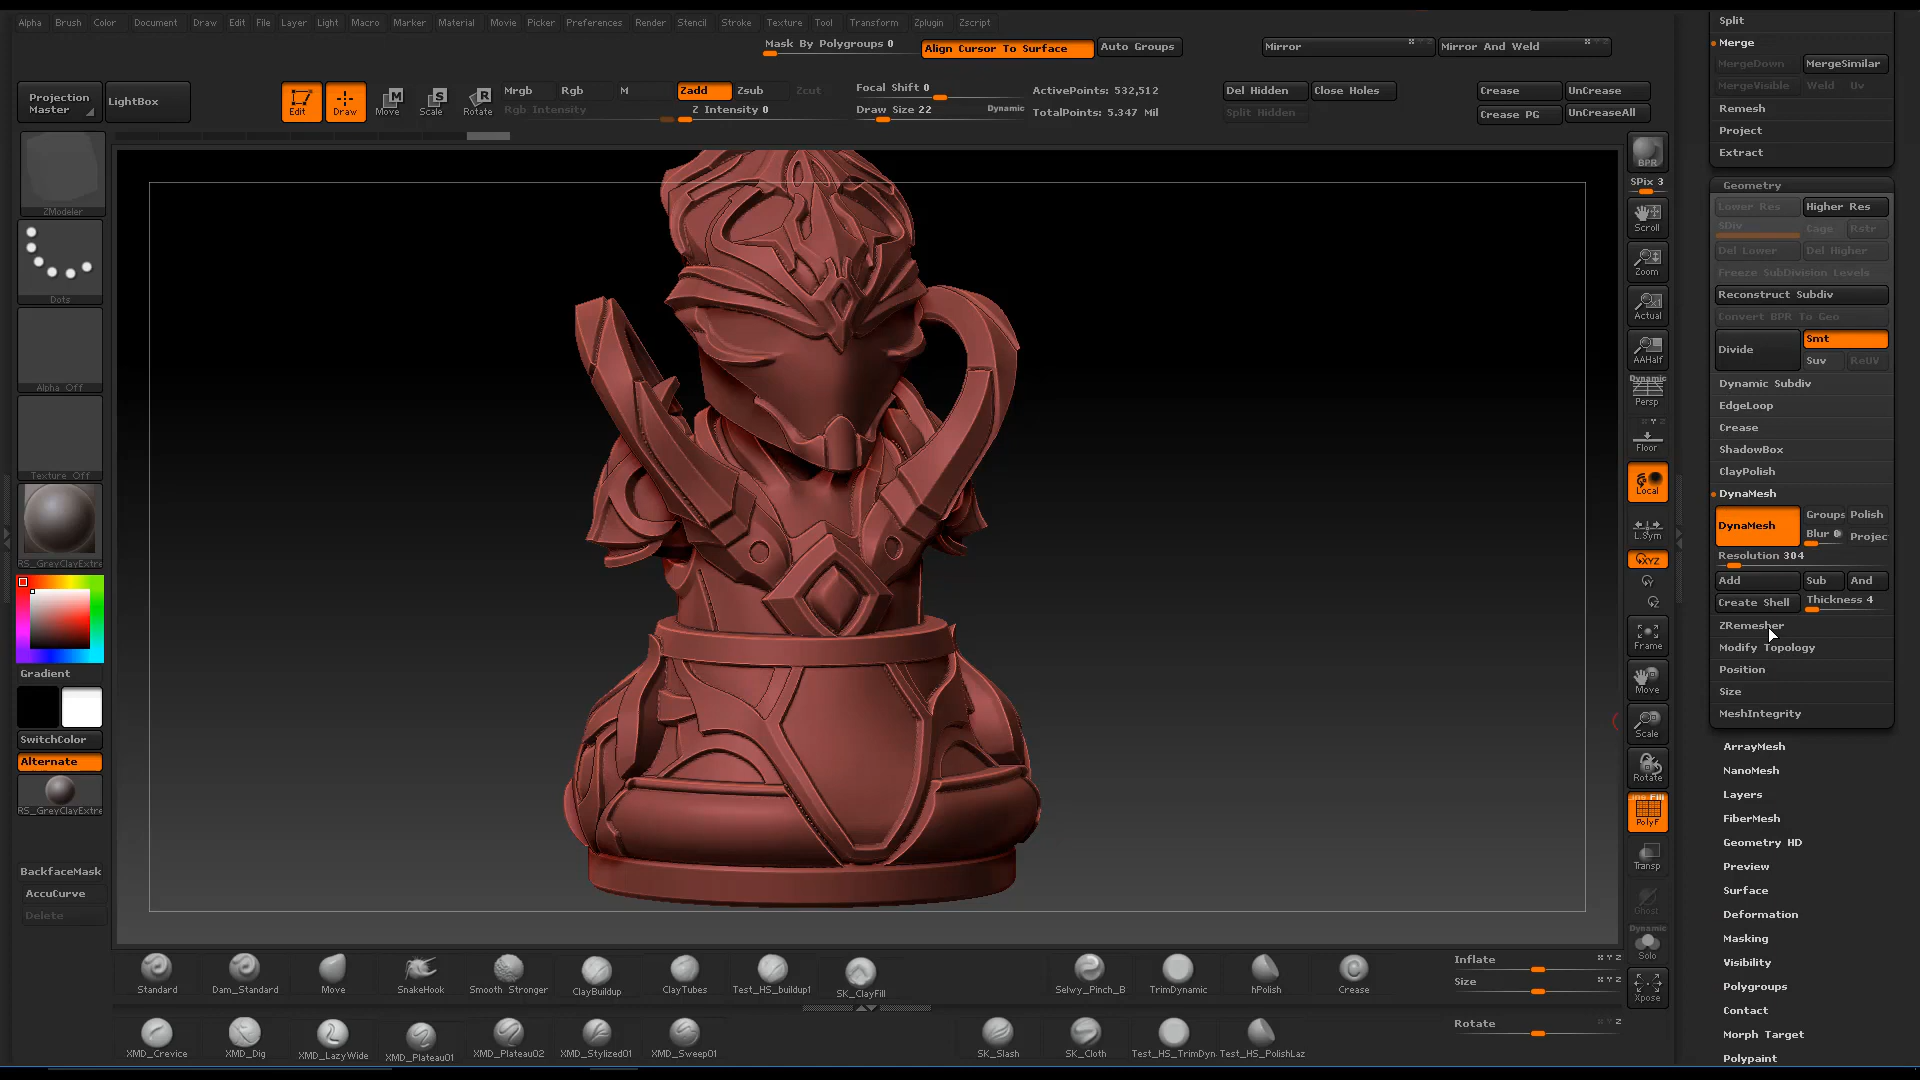 Alpha Brush Color Document Draw Edit File Layer Light Macro Marker Material Movie Picker Preferences Render Stencil Stroke Texture Tool Transform Zplugin Zscript
Mask By Polygroups 0
Align Cursor To Surface
Auto Groups
Mirror
Mirror And Weld
Projection
Master
LightBox
Edit
Draw
Move
Scale
Rotate
Mrgb Rgb M
Rgb Intensity
Zadd Zsub Zcut
Z Intensity 0
Focal Shift 0
Draw Size 22
Dynamic
ActivePoints: 532,512
TotalPoints: 5.347 Mil
Del Hidden Close Holes
Split Hidden
Crease UnCrease
Crease PG UnCreaseAll
ZModeler
Dots
Alpha Off
Texture Off
RS_GreyClayExtre
Gradient
SwitchColor
Alternate
RS_GreyClayExtre
BackfaceMask
AccuCurve
Delete
BPR
SPix 3
Scroll
Zoom
Actual
AAHalf
Dynamic
Persp
Floor
Local
L.Sym
XYZ
Frame
Move
Scale
Rotate
PolyF
Transp
Ghost
Dynamic
Solo
Xpose
Split
Merge
MergeDown MergeSimilar
MergeVisible Weld Uv
Remesh
Project
Extract
Geometry
Lower Res Higher Res
SDiv Cage Rstr
Del Lower Del Higher
Freeze SubDivision Levels
Reconstruct Subdiv
Convert BPR To Geo
Divide
Smt
Suv ReUV
Dynamic Subdiv
EdgeLoop
Crease
ShadowBox
ClayPolish
DynaMesh
DynaMesh
Groups Polish
Blur Projec
Resolution 304
Add Sub And
Create Shell Thickness 4
ZRemesher
Modify Topology
Position
Size
MeshIntegrity
ArrayMesh
NanoMesh
Layers
FiberMesh
Geometry HD
Preview
Surface
Deformation
Masking
Visibility
Polygroups
Contact
Morph Target
Polypaint
Standard Dam_Standard Move SnakeHook Smooth Stronger ClayBuildup ClayTubes Test_HS_buildup1 SK_ClayFill Selwy_Pinch_B TrimDynamic hPolish Crease
Inflate
Size
Rotate
XMD_Crevice XMD_Dig XMD_LazyWide XMD_Plateau01 XMD_Plateau02 XMD_Stylized01 XMD_Sweep01 SK_Slash SK_Cloth Test_HS_TrimDyn Test_HS_PolishLaz